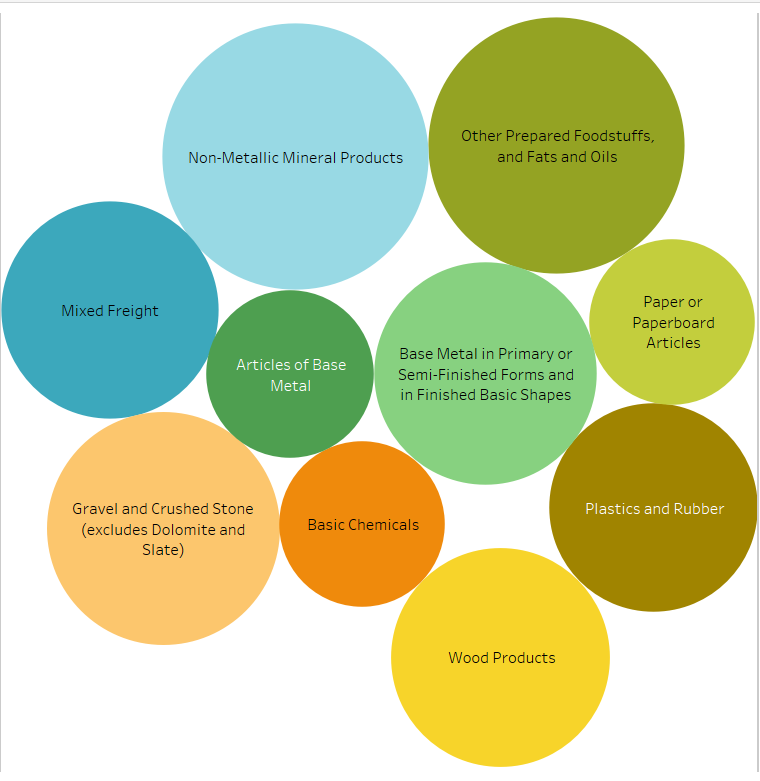 Non-Metallic Mineral Products
Other Prepared Foodstuffs,
and Fats and Oils
Mixed Freight
Articles of Base
Metal
Base Metal in Primary or
Semi-Finished Forms and
in Finished Basic Shapes
Paper or
Paperboard
Articles
Gravel and Crushed Stone
(excludes Dolomite and
Slate)
Basic Chemicals
Plastics and Rubber
Wood Products